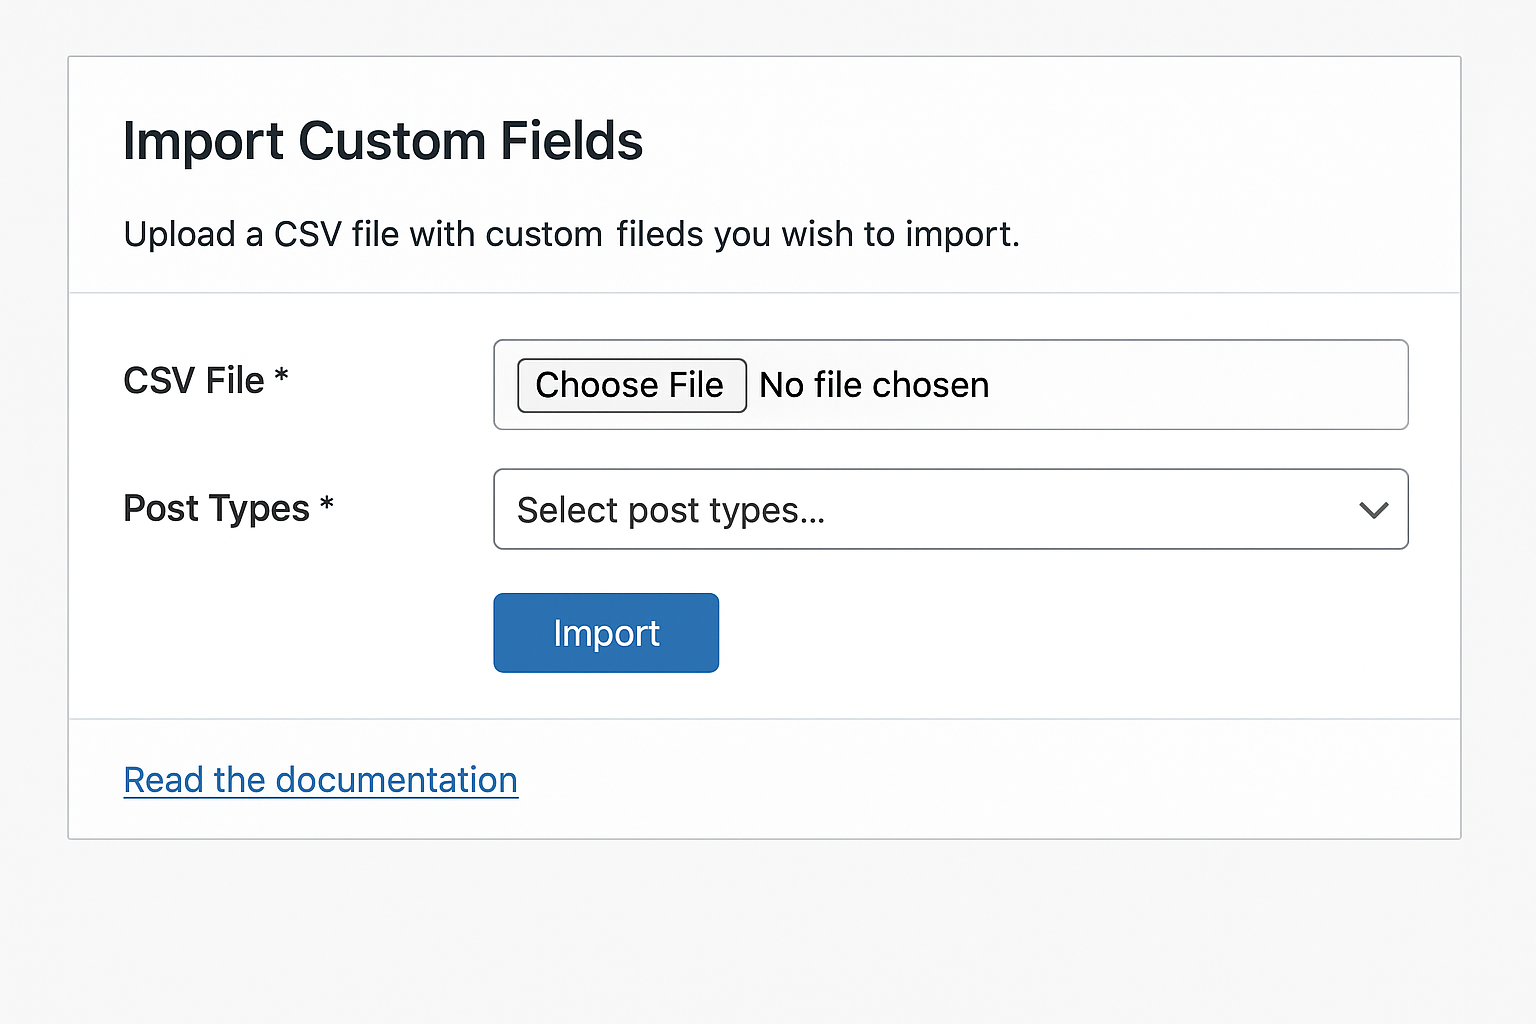 Import Custom Fields
Upload a CSV file with custom fileds you wish to import.
CSV File *
Choose File No file chosen
Post Types *
Select post types...
Import
Read the documentation